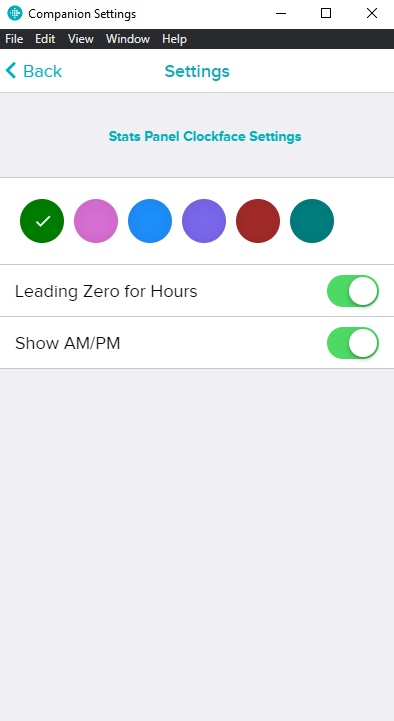 Companion Settings
File Edit View Window Help
Back Settings
Stats Panel Clockface Settings
Leading Zero for Hours
Show AM/PM